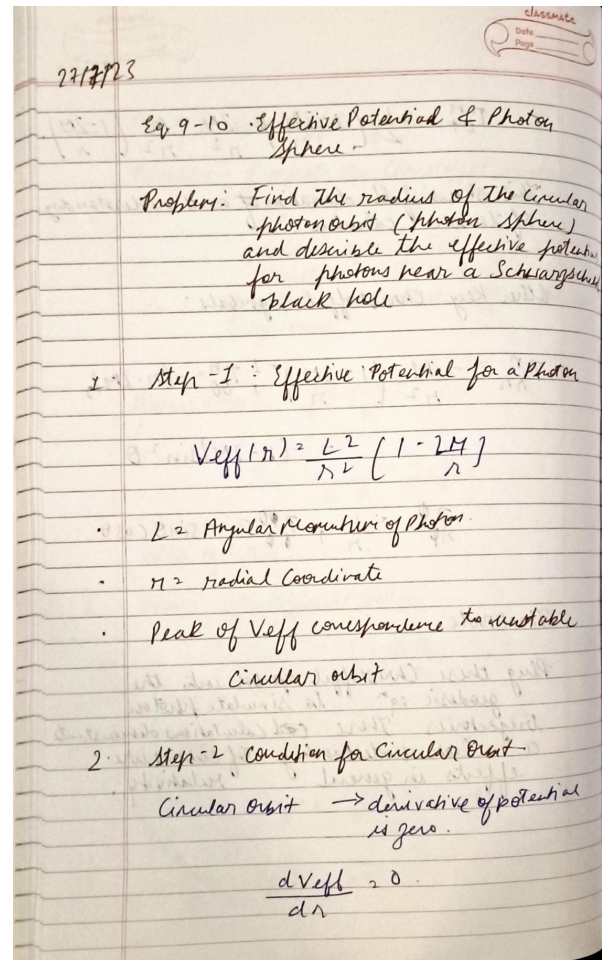 classmate
Date
Page
27/7/23
Eq 9-10 . Effective Potential & Photon
Sphere -
Problem: Find the radius of the circular
photon orbit (photon sphere)
and describe the effective potential
for photons near a Schwarzschild
black hole
1 Step - I : Effective Potential for a Photon
Veff(r) = L²/r² (1 - 2M/r)
. L = Angular Momentum of Photon.
. r = radial Coordinate
. Peak of Veff correspondence to unstable
Circular orbit
2. Step - 2 Condition for Circular Orbit
Circular orbit → derivative of potential
is zero.
dVeff/dr = 0.